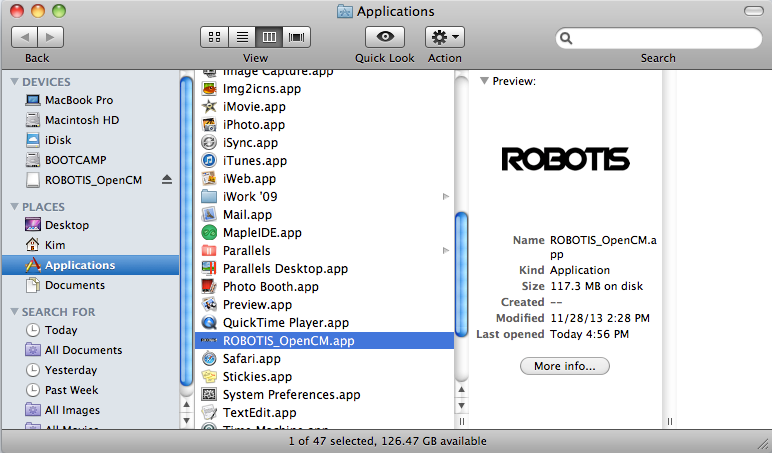 Applications
Back
View
Quick Look
Action
Search
DEVICES
MacBook Pro
Macintosh HD
iDisk
BOOTCAMP
ROBOTIS_OpenCM
PLACES
Desktop
Kim
Applications
Documents
SEARCH FOR
Today
All Documents
Yesterday
Past Week
All Images
All Movies
Image Capture.app
Img2icns.app
iMovie.app
iPhoto.app
iSync.app
iTunes.app
iWeb.app
iWork '09
Mail.app
MapleIDE.app
Parallels
Parallels Desktop.app
Photo Booth.app
Preview.app
QuickTime Player.app
ROBOTIS_OpenCM.app
Safari.app
Stickies.app
System Preferences.app
TextEdit.app
Time Machine.app
Preview:
ROBOTIS
Name ROBOTIS_OpenCM.a
pp
Kind Application
Size 117.3 MB on disk
Created --
Modified 11/28/13 2:28 PM
Last opened Today 4:56 PM
More info...
1 of 47 selected, 126.47 GB available